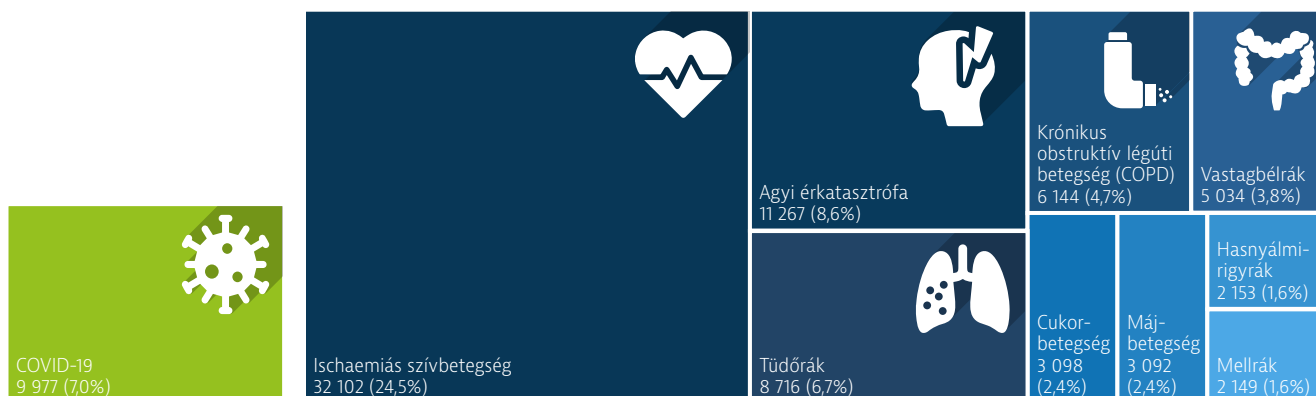 COVID-19
9 977 (7,0%)
Ischaemiás szívbetegség
32 102 (24,5%)
Agyi érkatasztrófa
11 267 (8,6%)
Tüdőrák
8 716 (6,7%)
Krónikus
obstruktív légúti
betegség (COPD)
6 144 (4,7%)
Vastagbélrák
5 034 (3,8%)
Cukor-
betegség
3 098
(2,4%)
Máj-
betegség
3 092
(2,4%)
Hasnyálmi-
rigyrák
2 153 (1,6%)
Mellrák
2 149 (1,6%)